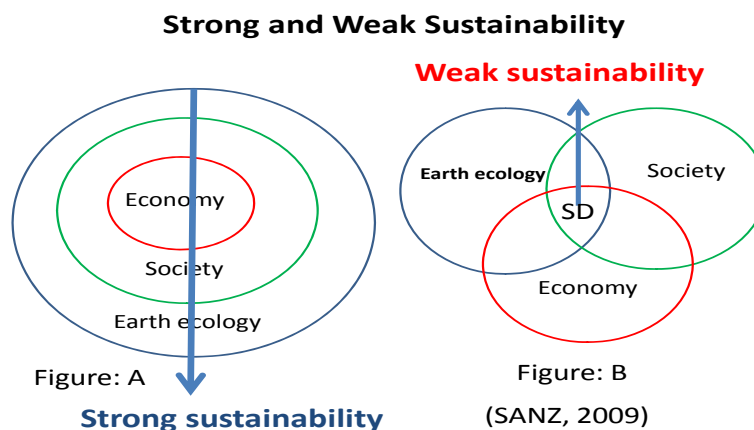 Strong and Weak Sustainability
Economy
Society
Earth ecology
Figure: A
Strong sustainability
Weak sustainability
Earth ecology
Society
SD
Economy
Figure: B
(SANZ, 2009)